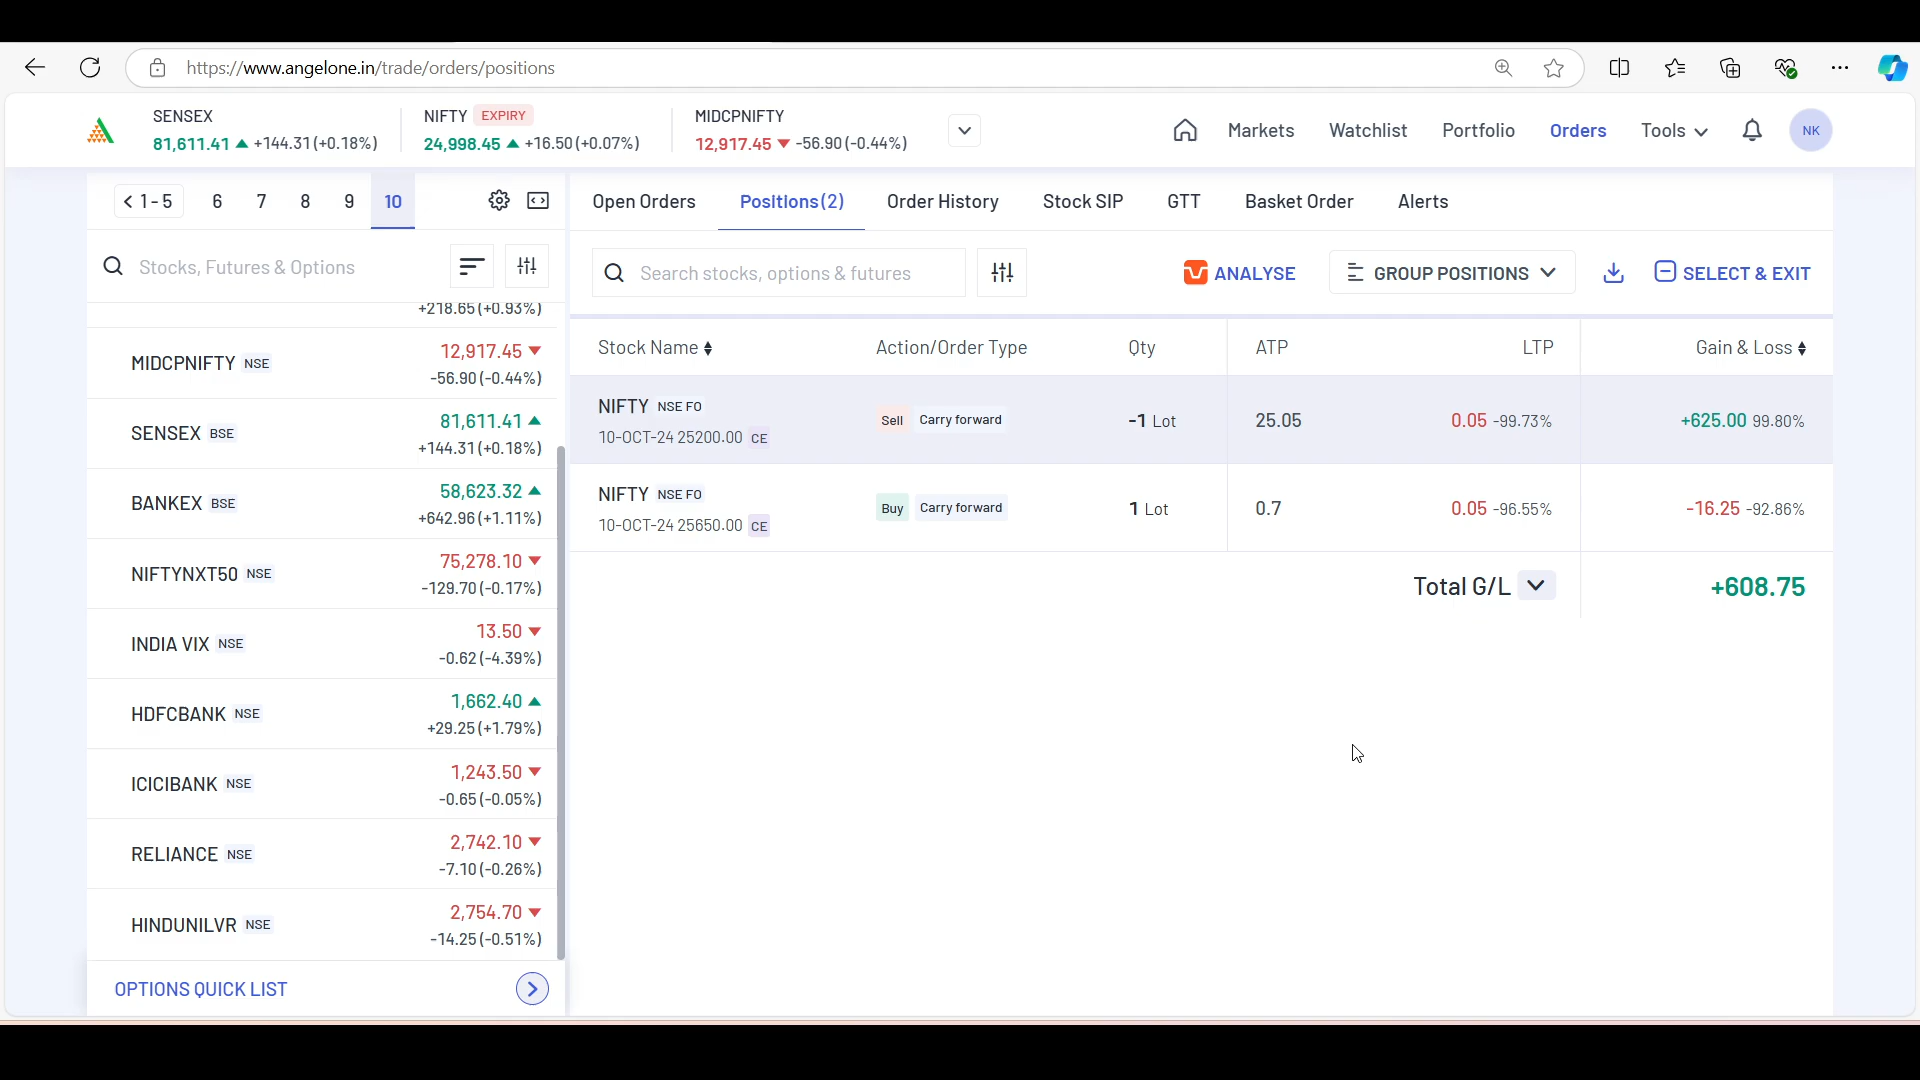 https://www.angelone.in/trade/orders/positions
SENSEX
81,611.41 +144.31(+0.18%)
NIFTY EXPIRY
24,998.45 +16.50(+0.07%)
MIDCPNIFTY
12,917.45 -56.90(-0.44%)
Markets Watchlist Portfolio Orders Tools NK
1-5 6 7 8 9 10
Stocks, Futures & Options
+218.65(+0.93%)
MIDCPNIFTY NSE 12,917.45
-56.90(-0.44%)
SENSEX BSE 81,611.41
+144.31(+0.18%)
BANKEX BSE 58,623.32
+642.96(+1.11%)
NIFTYNXT50 NSE 75,278.10
-129.70(-0.17%)
INDIA VIX NSE 13.50
-0.62(-4.39%)
HDFCBANK NSE 1,662.40
+29.25(+1.79%)
ICICIBANK NSE 1,243.50
-0.65(-0.05%)
RELIANCE NSE 2,742.10
-7.10(-0.26%)
HINDUNILVR NSE 2,754.70
-14.25(-0.51%)
OPTIONS QUICK LIST
Open Orders Positions(2) Order History Stock SIP GTT Basket Order Alerts
Search stocks, options & futures ANALYSE GROUP POSITIONS SELECT & EXIT
Stock Name Action/Order Type Qty ATP LTP Gain & Loss
NIFTY NSE FO
10-OCT-24 25200.00 CE
Sell Carry forward -1 Lot 25.05 0.05 -99.73% +625.00 99.80%
NIFTY NSE FO
10-OCT-24 25650.00 CE
Buy Carry forward 1 Lot 0.7 0.05 -96.55% -16.25 -92.86%
Total G/L +608.75